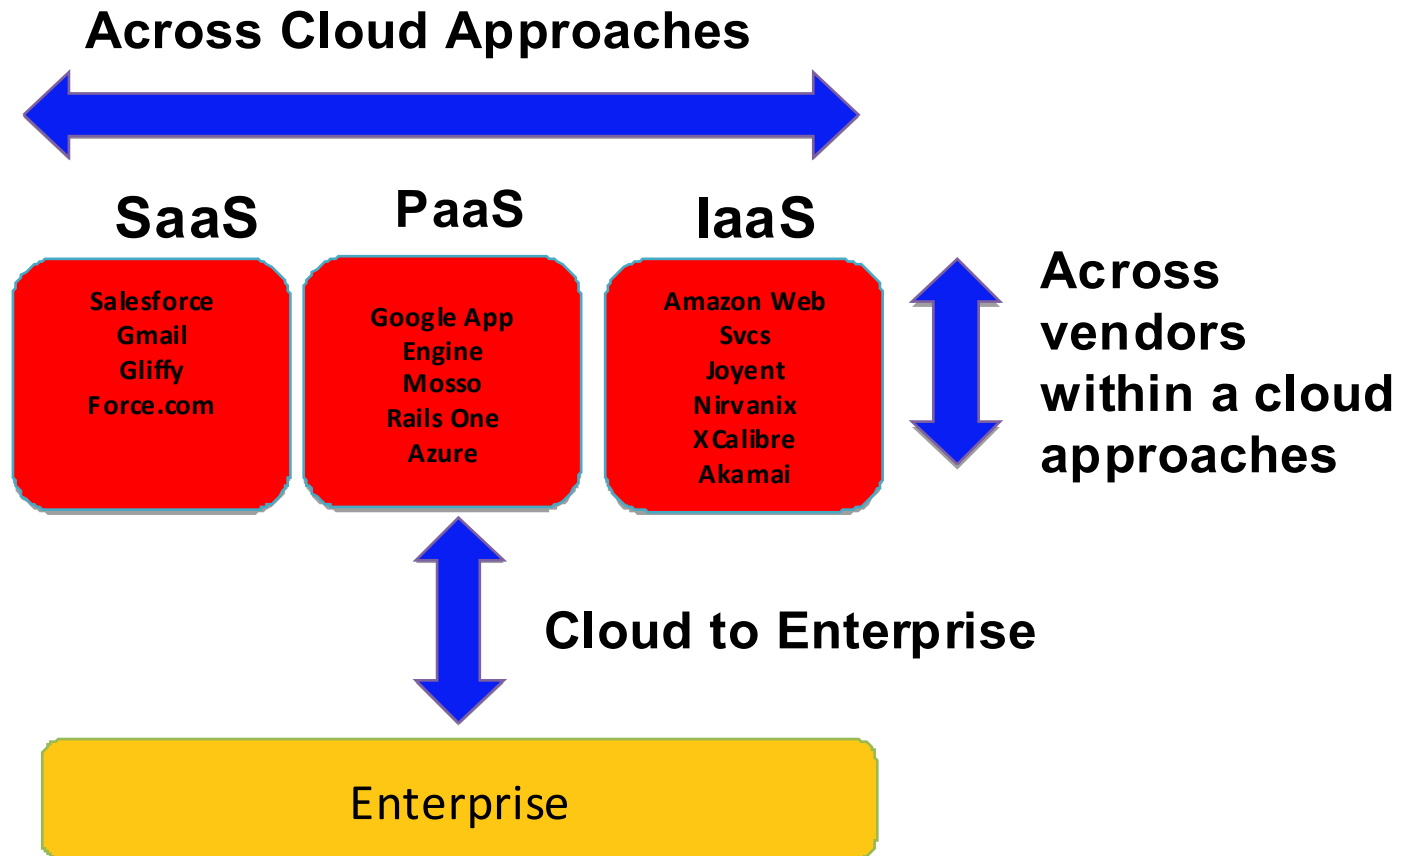 Across Cloud Approaches
SaaS
PaaS
IaaS
Salesforce
Gmail
Gliffy
Force.com
Google App
Engine
Mosso
Rails One
Azure
Amazon Web
Svcs
Joyent
Nirvanix
XCalibre
Akamai
Across
vendors
within a cloud
approaches
Cloud to Enterprise
Enterprise